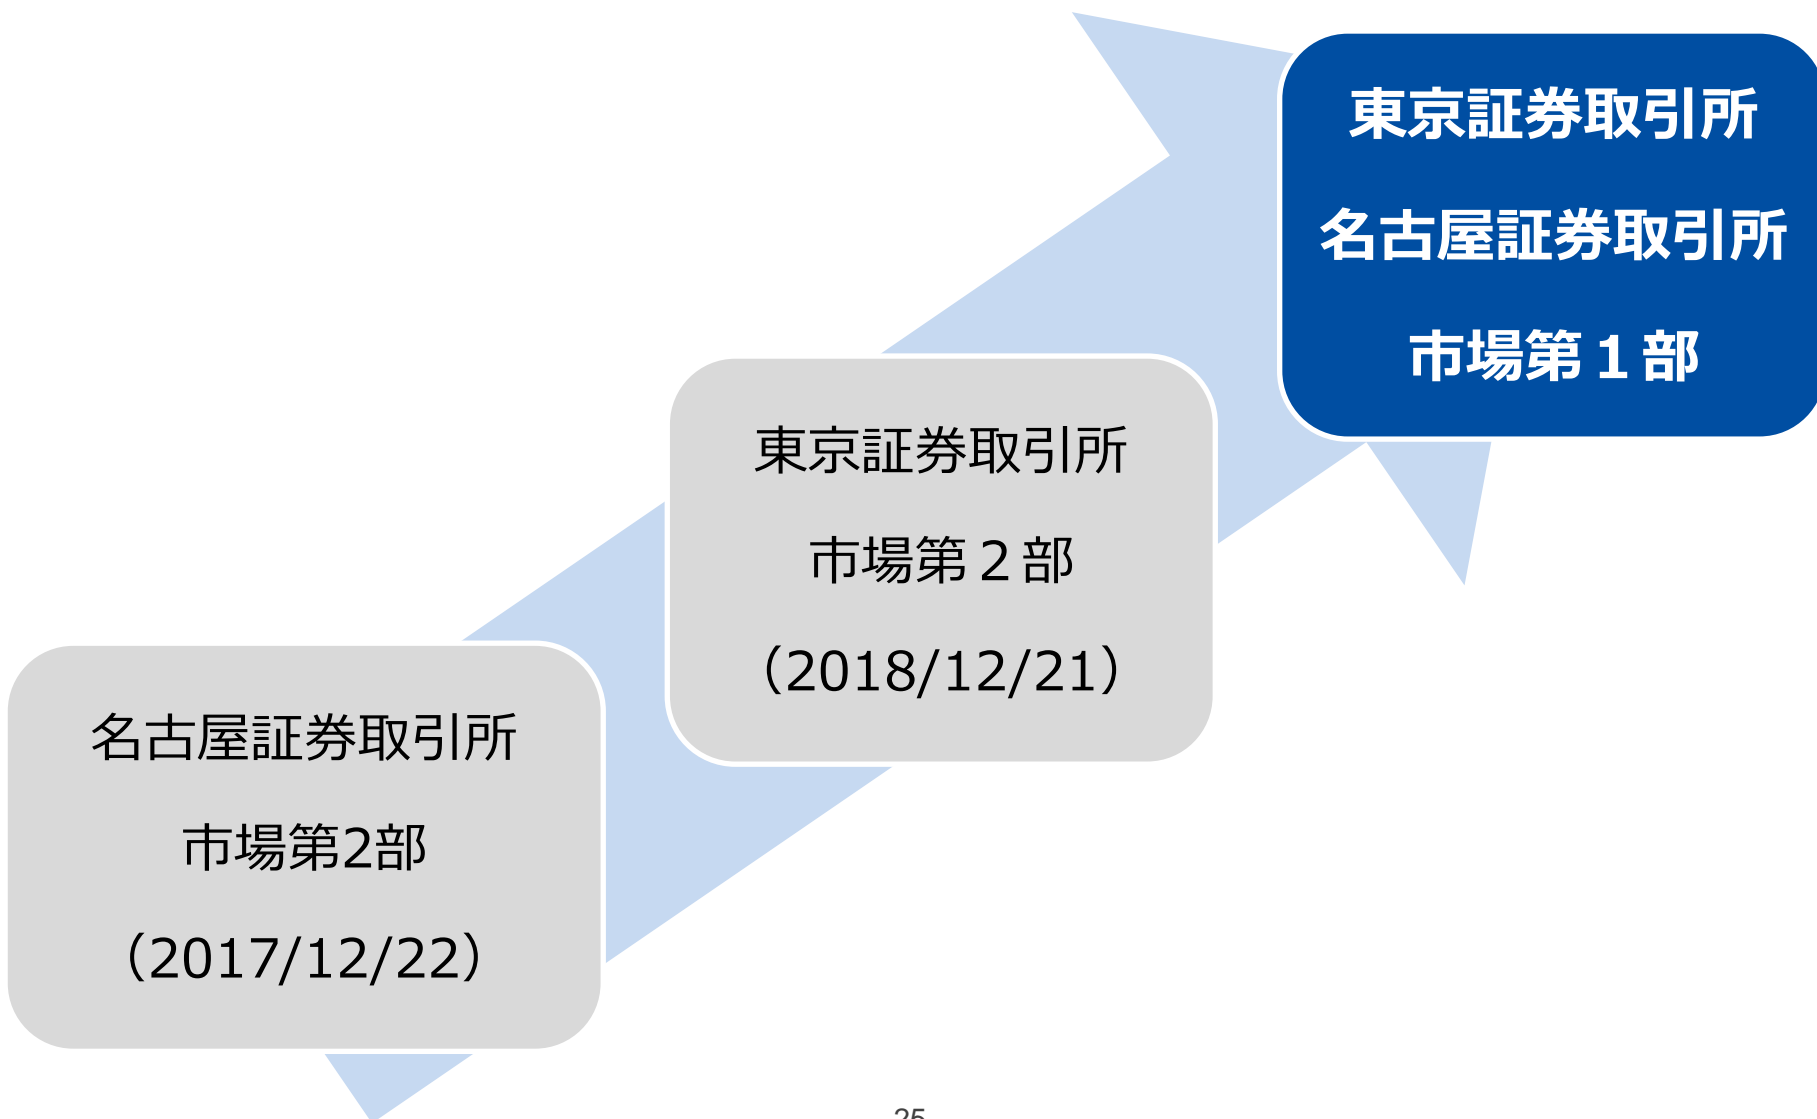 東京証券取引所
名古屋証券取引所
市場第１部
東京証券取引所
市場第２部
（2018/12/21）
名古屋証券取引所
市場第2部
（2017/12/22）
25